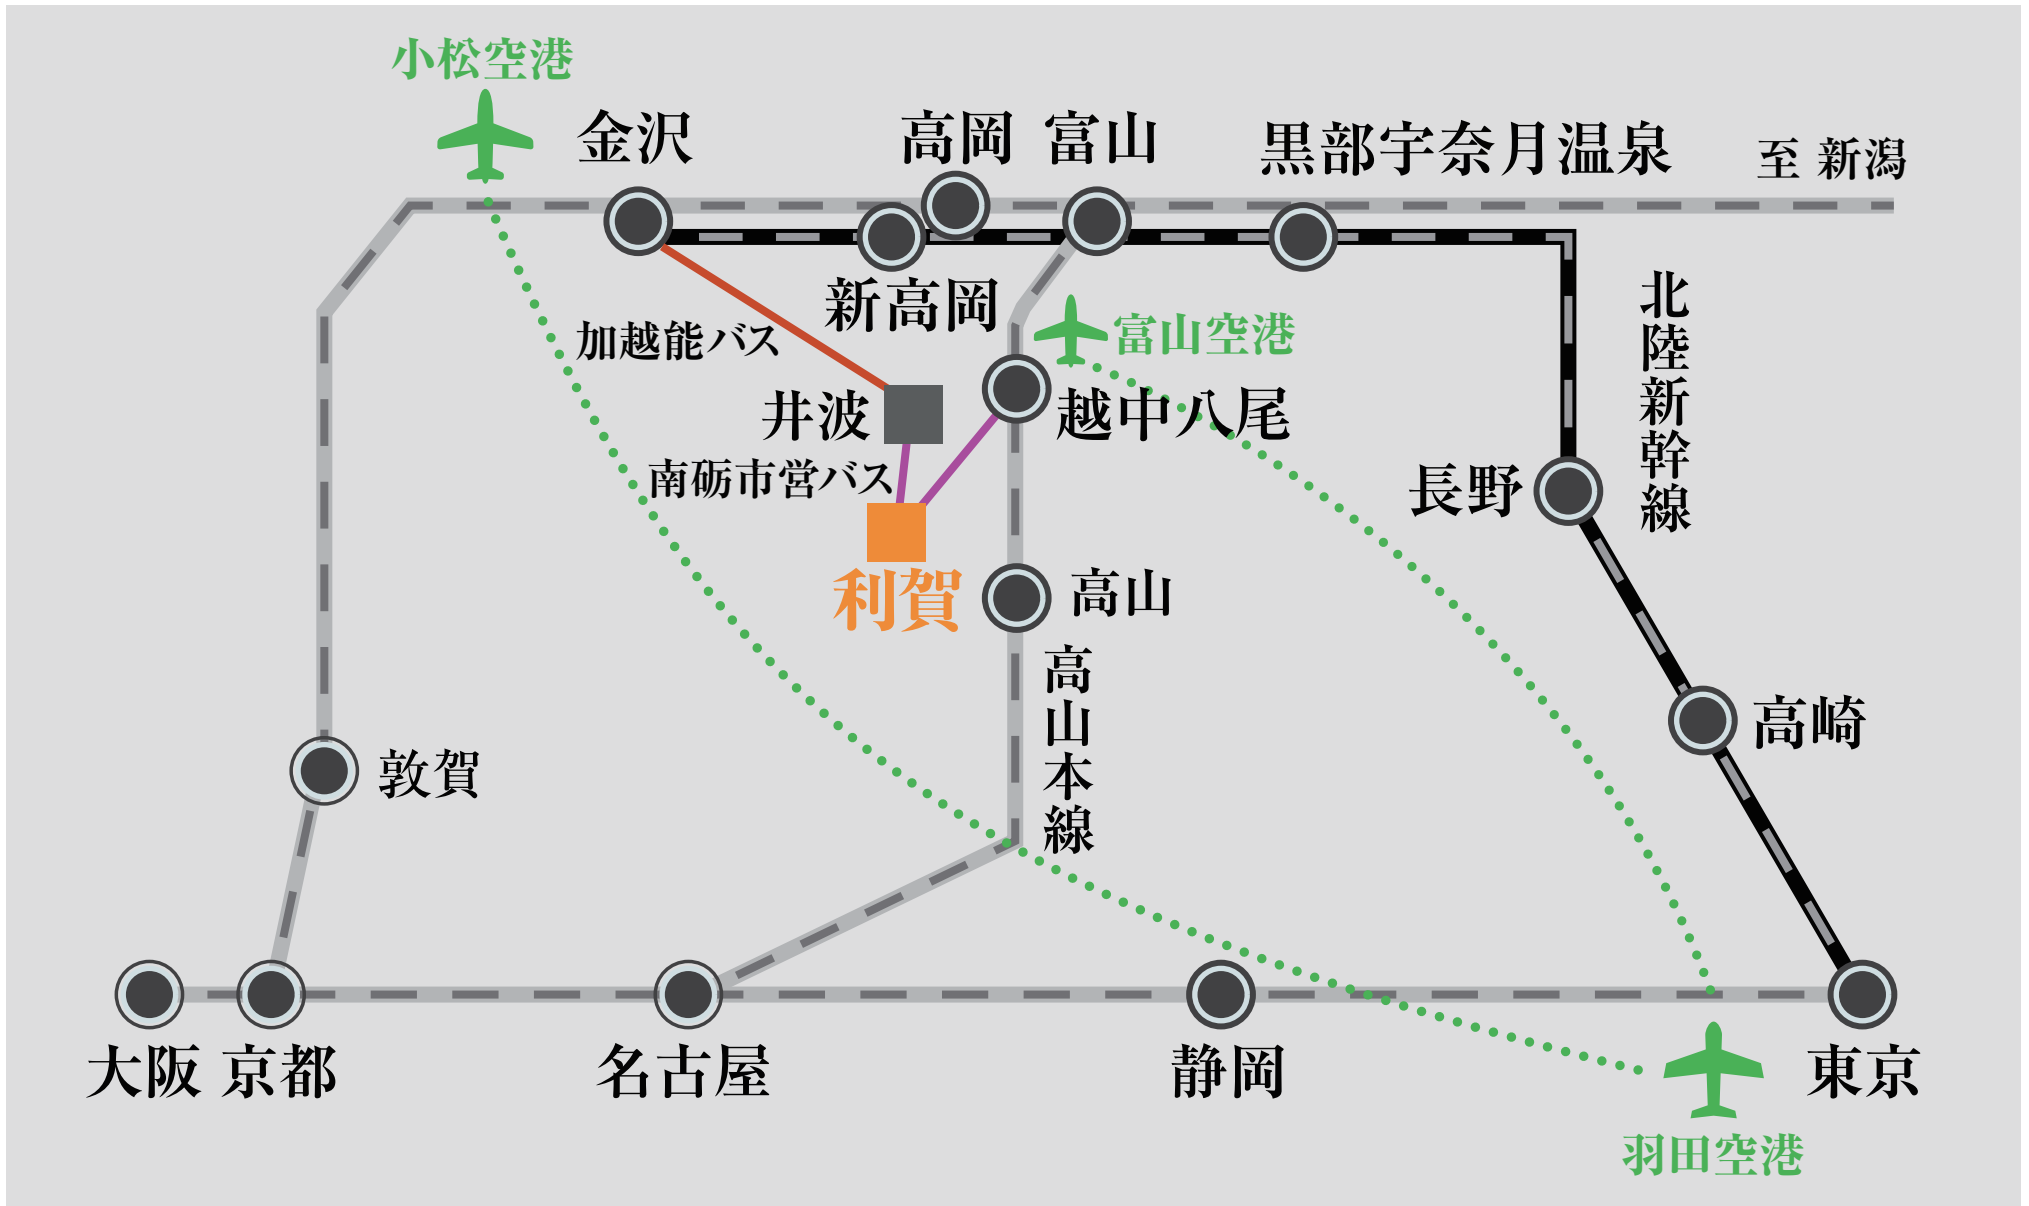 小松空港
金沢
高岡
富山
黒部宇奈月温泉
至 新潟
新高岡
北陸新幹線
加越能バス
富山空港
井波
越中八尾
南砺市営バス
長野
利賀
高山
高山本線
高崎
敦賀
大阪
京都
名古屋
静岡
東京
羽田空港